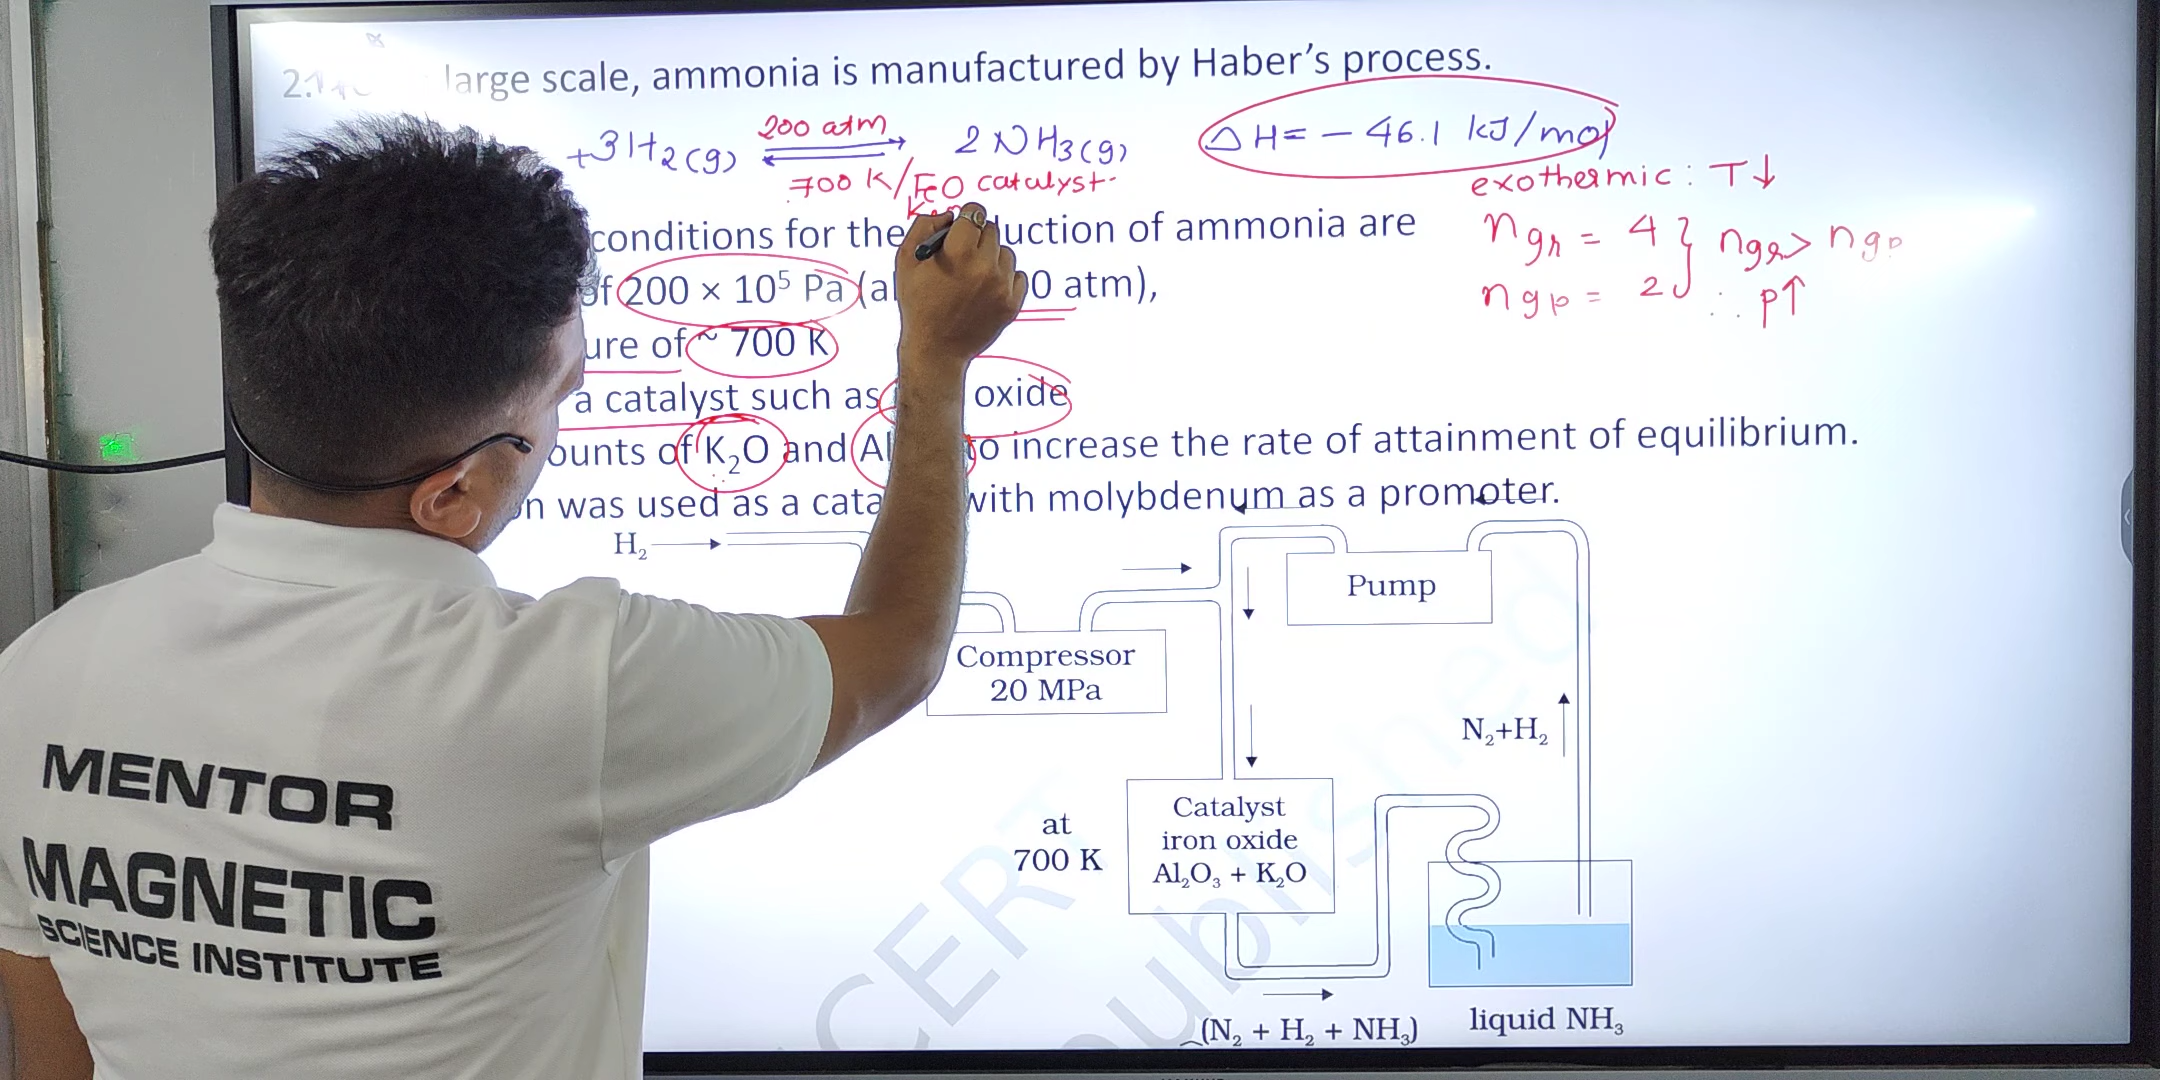 large scale, ammonia is manufactured by Haber's process.
+3H₂(g) 200 atm 2NH₃(g) ΔH = - 46.1 kJ/mol
700 K/FeO catalyst
exothermic : T↓
conditions for the uction of ammonia are
ngr = 4 } ngr > ngp
of 200 × 10⁵ Pa (a 0 atm),
ngp = 2 ∴ p↑
ure of ~ 700 K
a catalyst such as oxide
ounts of K₂O and Al to increase the rate of attainment of equilibrium.
n was used as a cata with molybdenum as a promoter.
H₂
Pump
Compressor
20 MPa
N₂+H₂
at
700 K
Catalyst
iron oxide
Al₂O₃ + K₂O
(N₂ + H₂ + NH₃)
liquid NH₃
MENTOR
MAGNETIC
SCIENCE INSTITUTE